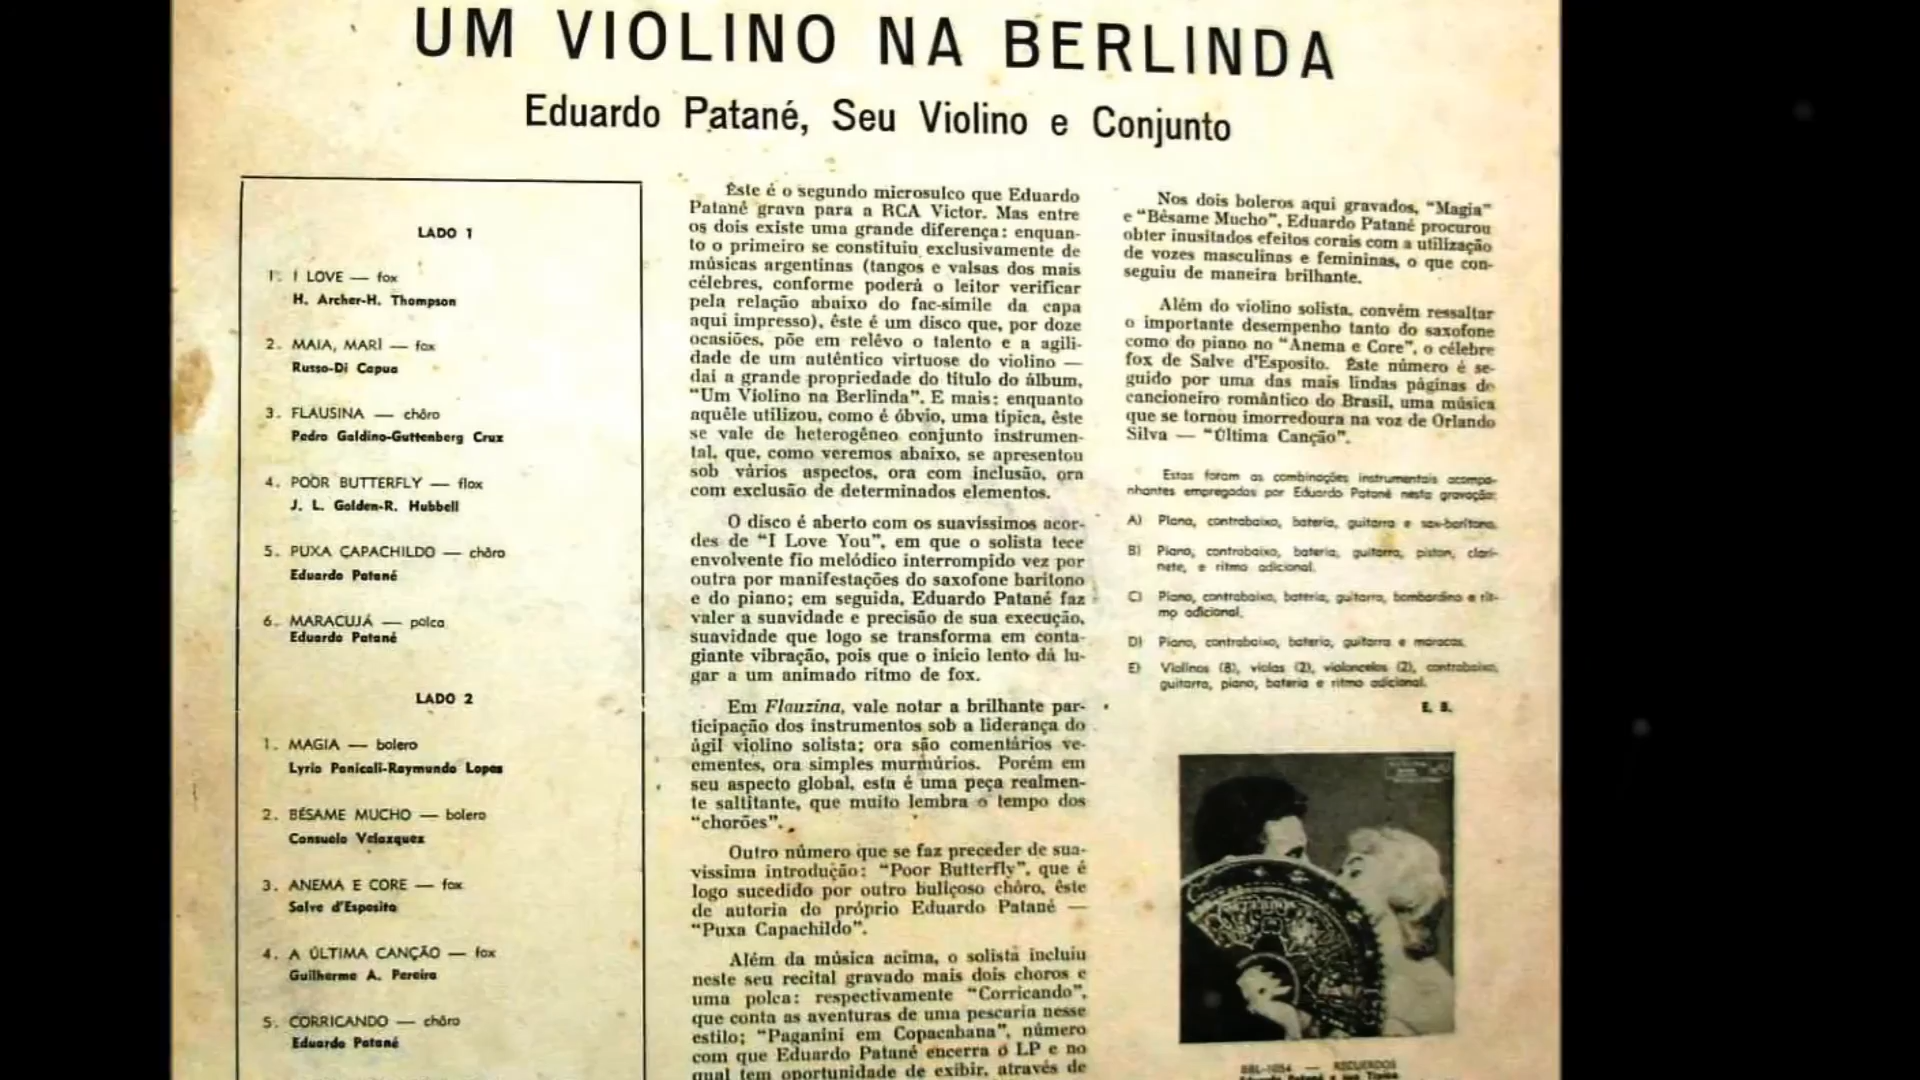 UM VIOLINO NA BERLINDA
Eduardo Patané, Seu Violino e Conjunto
LADO 1
1. I LOVE — fox
H. Archer-H. Thompson
2. MAIA, MARÌ — fox
Russo-Di Capua
3. FLAUSINA — chôro
Pedro Galdino-Guttenberg Cruz
4. POOR BUTTERFLY — flox
J. L. Golden-R. Hubbell
5. PUXA CAPACHILDO — chôro
Eduardo Patané
6. MARACUJÁ — polca
Eduardo Patané
LADO 2
1. MAGIA — bolero
Lyrio Panicali-Raymundo Lopes
2. BÉSAME MUCHO — bolero
Consuelo Velazquez
3. ANEMA E CORE — fox
Salve d'Esposito
4. A ÚLTIMA CANÇÃO — fox
Guilherme A. Pereira
5. CORRICANDO — chôro
Eduardo Patané
Êste é o segundo microsulco que Eduardo
Patané grava para a RCA Victor. Mas entre
os dois existe uma grande diferença: enquan-
to o primeiro se constituiu exclusivamente de
músicas argentinas (tangos e valsas dos mais
célebres, conforme poderá o leitor verificar
pela relação abaixo do fac-símile da capa
aqui impresso), êste é um disco que, por doze
ocasiões, põe em relêvo o talento e a agili-
dade de um autêntico virtuose do violino —
daí a grande propriedade do título do álbum,
"Um Violino na Berlinda". E mais: enquanto
aquêle utilizou, como é óbvio, uma típica, êste
se vale de heterogêneo conjunto instrumen-
tal, que, como veremos abaixo, se apresentou
sob vários aspectos, ora com inclusão, ora
com exclusão de determinados elementos.
O disco é aberto com os suavíssimos acor-
des de "I Love You", em que o solista tece
envolvente fio melódico interrompido vez por
outra por manifestações do saxofone barítono
e do piano; em seguida, Eduardo Patané faz
valer a suavidade e precisão de sua execução,
suavidade que logo se transforma em conta-
giante vibração, pois que o início lento dá lu-
gar a um animado ritmo de fox.
Em Flauzina, vale notar a brilhante par-
ticipação dos instrumentos sob a liderança do
ágil violino solista; ora são comentários ve-
ementes, ora simples murmúrios. Porém em
seu aspecto global, esta é uma peça realmen-
te saltitante, que muito lembra o tempo dos
"chorões".
Outro número que se faz preceder de sua-
víssima introdução: "Poor Butterfly", que é
logo sucedido por outro buliçoso chôro, êste
de autoria do próprio Eduardo Patané —
"Puxa Capachildo".
Além da música acima, o solista incluiu
neste seu recital gravado mais dois choros e
uma polca: respectivamente "Corricando",
que conta as aventuras de uma pescaria nesse
estilo; "Paganini em Copacabana", número
com que Eduardo Patané encerra o LP e no
qual tem oportunidade de exibir, através de
Nos dois boleros aqui gravados, "Magia"
e "Bésame Mucho", Eduardo Patané procurou
obter inusitados efeitos corais com a utilização
de vozes masculinas e femininas, o que con-
seguiu de maneira brilhante.
Além do violino solista, convém ressaltar
o importante desempenho tanto do saxofone
como do piano no "Anema e Core", o célebre
fox de Salve d'Esposito. Êste número é se-
guido por uma das mais lindas páginas do
cancioneiro romântico do Brasil, uma música
que se tornou imorredoura na voz de Orlando
Silva — "Última Canção".
Estas foram as combinações instrumentais acompa-
nhantes empregadas por Eduardo Patané nesta gravação:
A) Piano, contrabaixo, bateria, guitarra e sax-barítono.
B) Piano, contrabaixo, bateria, guitarra, piston, clari-
nete, e ritmo adicional.
C) Piano, contrabaixo, bateria, guitarra, bombardino e rit-
mo adicional.
D) Piano, contrabaixo, bateria, guitarra e maracas.
E) Violinos (8), violas (2), violoncelos (2), contrabaixo,
guitarra, piano, bateria e ritmo adicional.
E. B.
BBL-1054 — RECUERDOS
Eduardo Patané e sua Típica